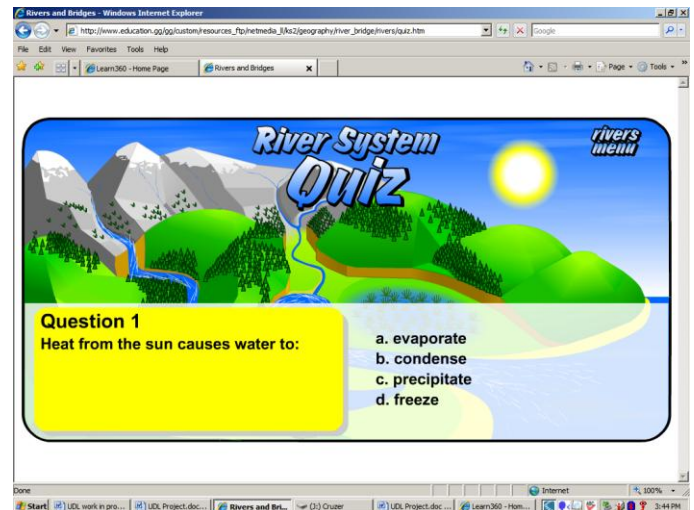 Rivers and Bridges - Windows Internet Explorer
http://www.education.gg/gg/custom/resources_ftp/netmedia_ll/ks2/geography/river_bridge/rivers/quiz.htm
Google
File Edit View Favorites Tools Help
Learn360 - Home Page
Rivers and Bridges
Page
Tools
River System
Quiz
rivers
menu
Question 1
Heat from the sun causes water to:
a. evaporate
b. condense
c. precipitate
d. freeze
Done
Internet
100%
Start
UDL work in pro...
UDL Project.doc...
Rivers and Bri...
(J:) Cruzer
UDL Project.doc ...
Learn360 - Hom...
3:44 PM